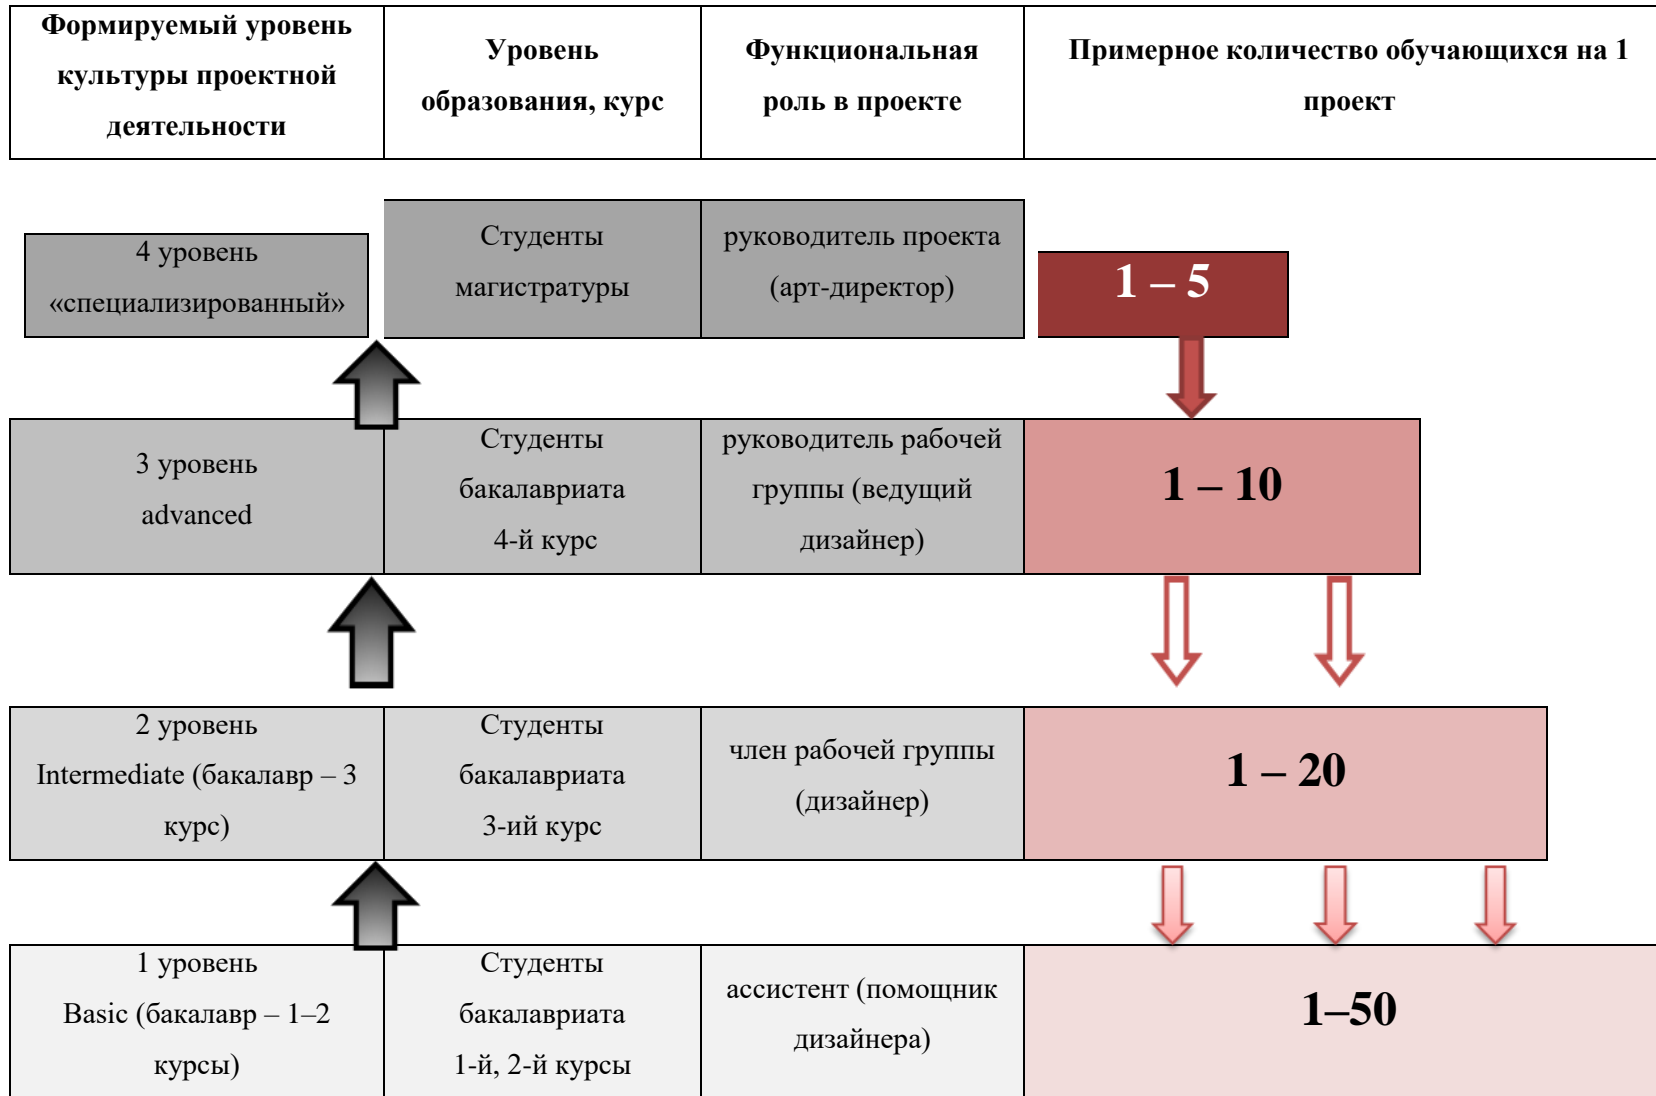 Формируемый уровень
культуры проектной
деятельности
Уровень
образования, курс
Функциональная
роль в проекте
Примерное количество обучающихся на 1
проект
4 уровень
«специализированный»
Студенты
магистратуры
руководитель проекта
(арт-директор)
1 – 5
3 уровень
advanced
Студенты
бакалавриата
4-й курс
руководитель рабочей
группы (ведущий
дизайнер)
1 – 10
2 уровень
Intermediate (бакалавр – 3
курс)
Студенты
бакалавриата
3-ий курс
член рабочей группы
(дизайнер)
1 – 20
1 уровень
Basic (бакалавр – 1–2
курсы)
Студенты
бакалавриата
1-й, 2-й курсы
ассистент (помощник
дизайнера)
1–50